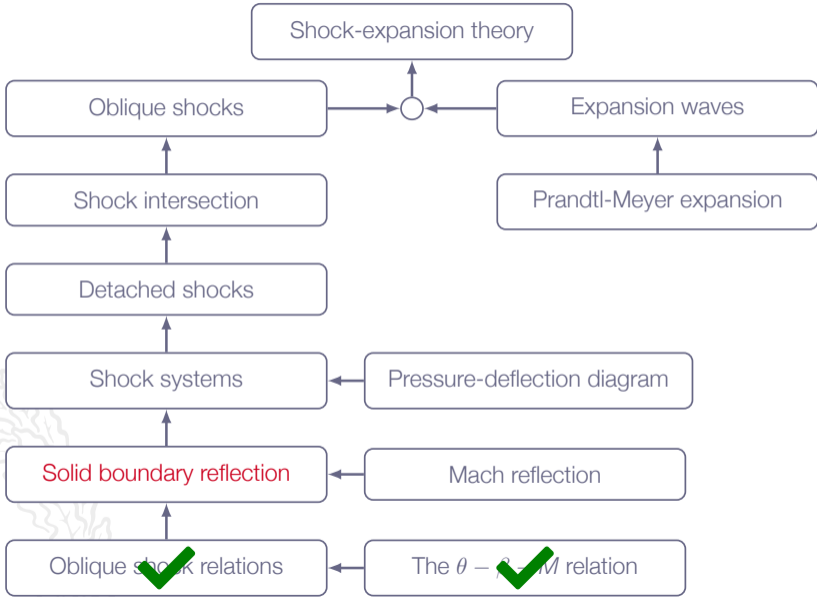 Shock-expansion theory
Oblique shocks
Expansion waves
Shock intersection
Prandtl-Meyer expansion
Detached shocks
Shock systems
Pressure-deflection diagram
Solid boundary reflection
Mach reflection
Oblique shock relations
The θ − β − M relation